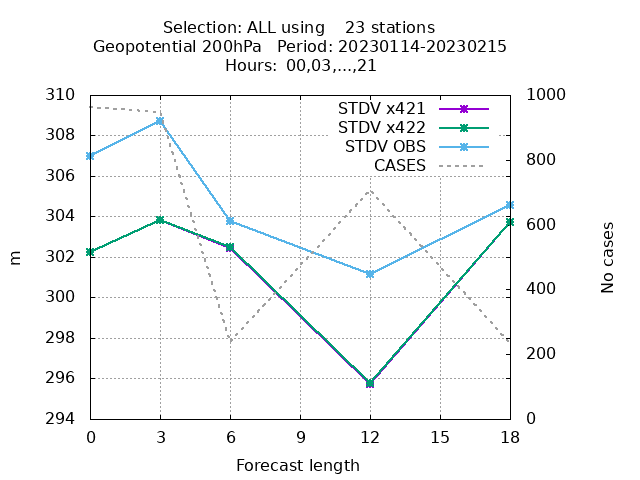 Selection: ALL using    23 stations
Geopotential 200hPa   Period: 20230114-20230215
Hours: 00,03,...,21
STDV x421
STDV x422
STDV OBS
CASES
310
308
306
304
302
300
298
296
294
m
1000
800
600
400
200
0
No cases
0 3 6 9 12 15 18
Forecast length